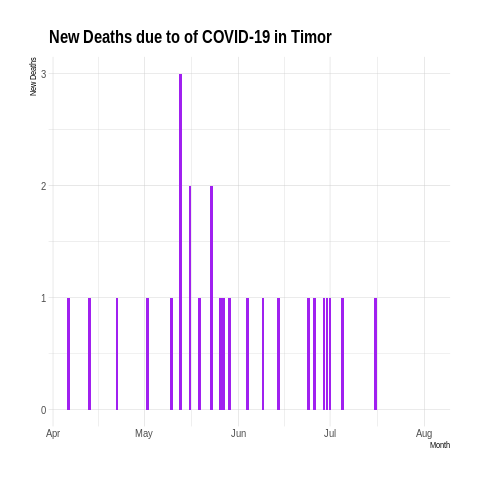 New Deaths due to of COVID-19 in Timor
New Deaths
3
2
1
0
Apr May Jun Jul Aug
Month